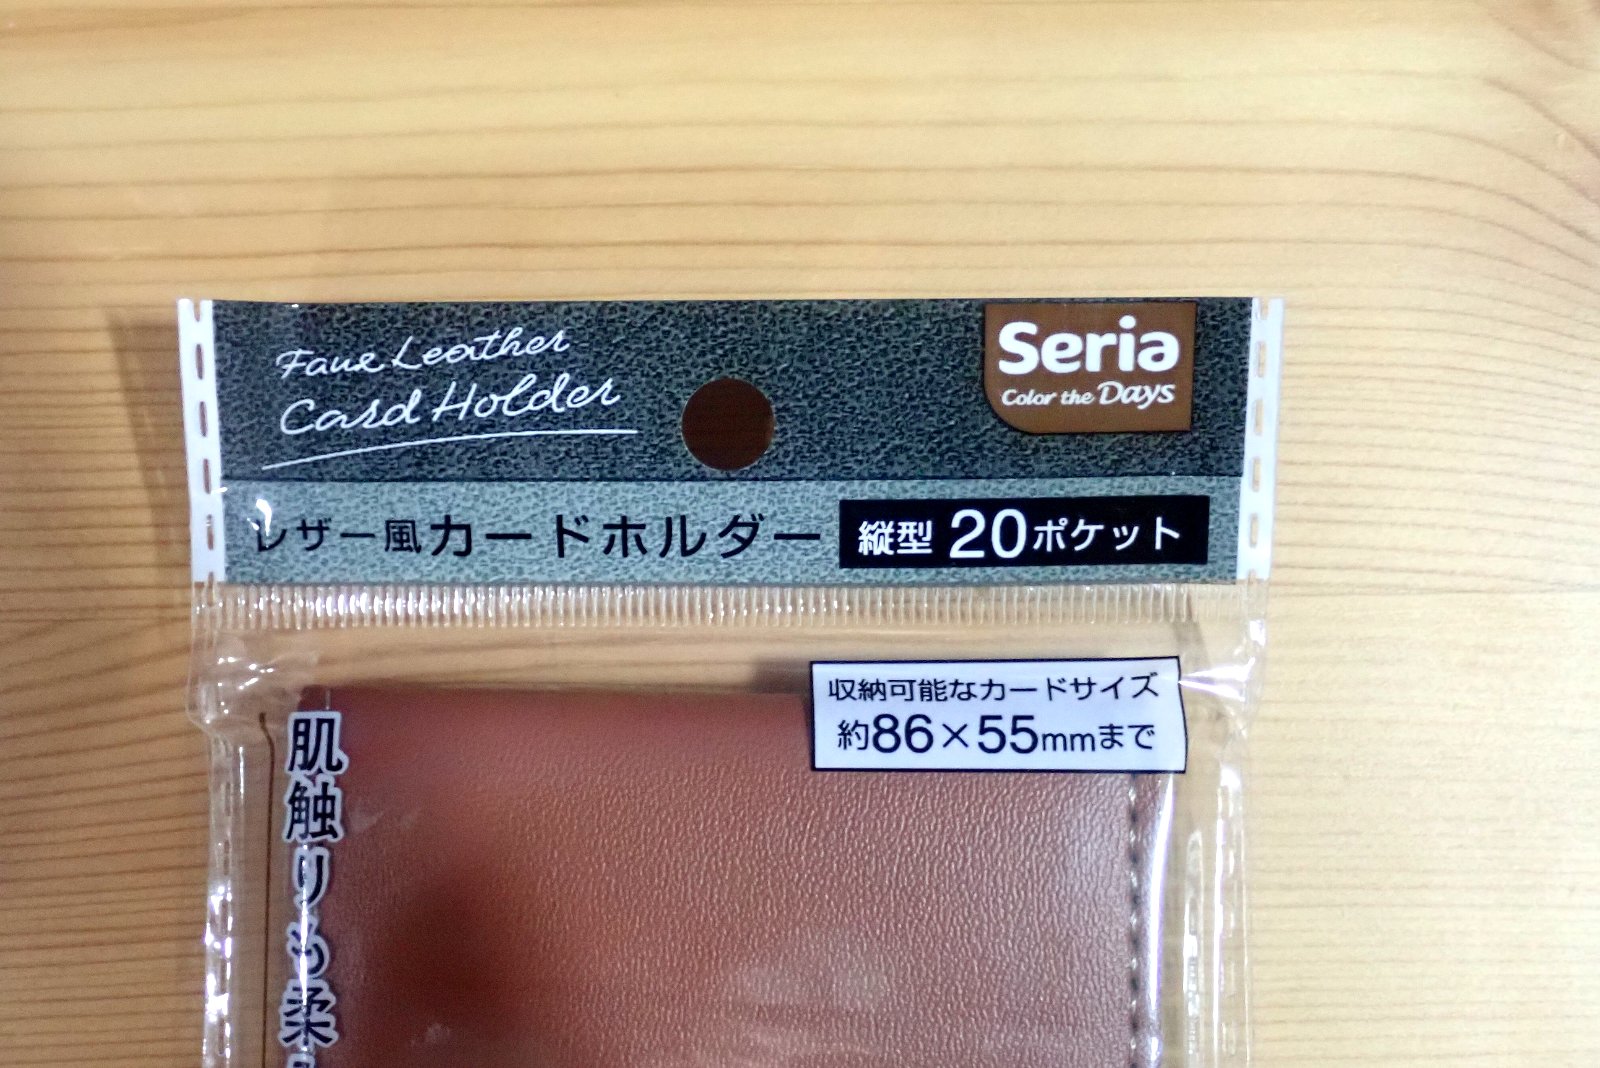 Faux Leather
Card Holder
Seria
Color the Days
レザー風カードホルダー 縦型 20ポケット
収納可能なカードサイズ
約86×55mmまで
肌触りも柔